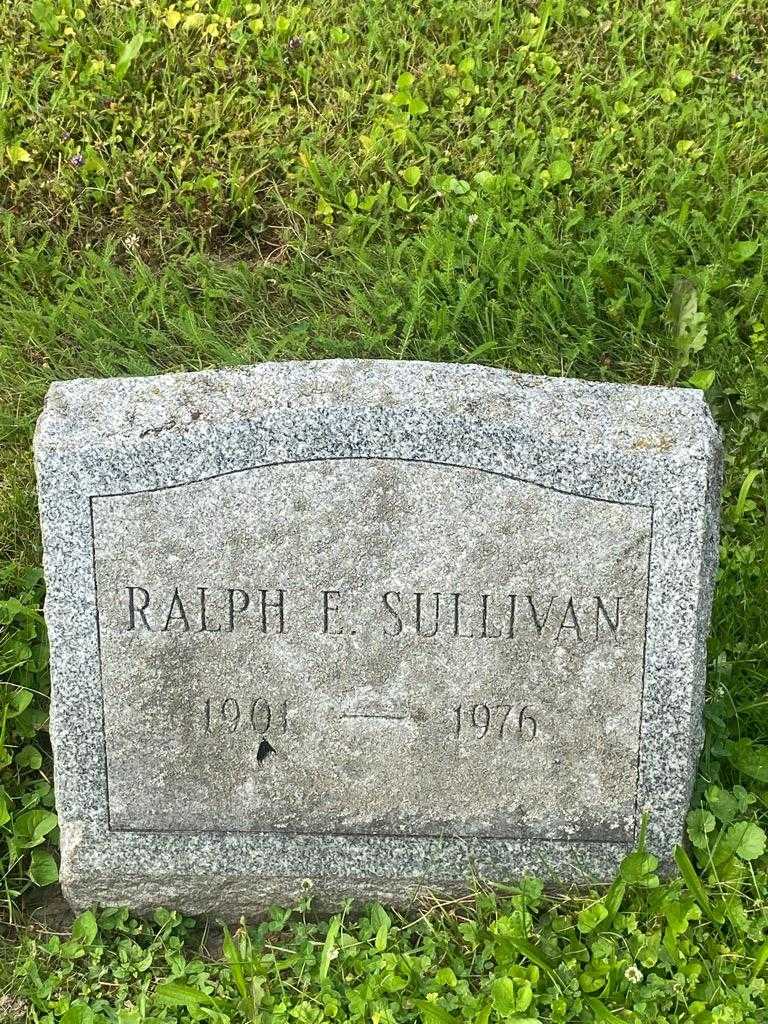 RALPH E. SULLIVAN
1901 — 1976